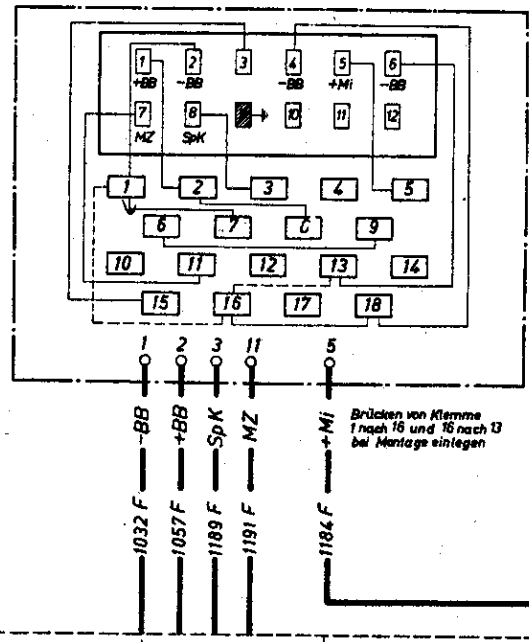 1 2 3 4 5 6
+BB -BB -BB +Mi -BB
7 8 10 11 12
MZ SpK
1 2 3 4 5
6 7 C 9
10 11 12 13 14
15 16 17 18
1 2 3 11 5
-BB +BB SpK MZ +Mi
Brücken von Klemme
1 nach 16 und 16 nach 13
bei Montage einlegen
1032 F 1057 F 1189 F 1191 F 1184 F